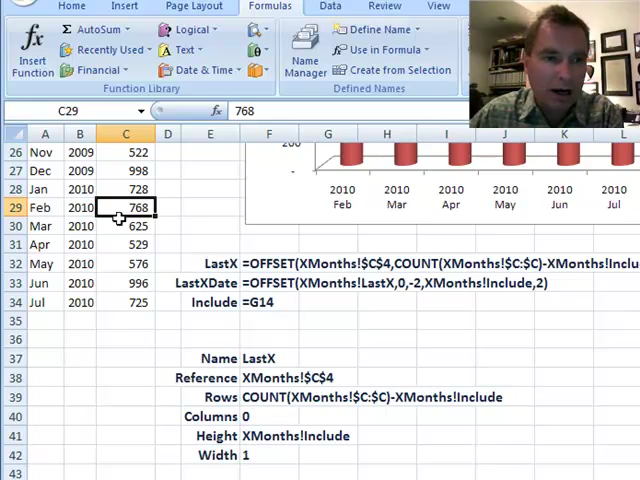 Home Insert Page Layout Formulas Data Review View
fx Insert Function
AutoSum
Recently Used
Financial
Logical
Text
Date & Time
Function Library
Name Manager
Define Name
Use in Formula
Create from Selection
Defined Names
C29 fx 768
A B C D E F G H I J K L
26 Nov 2009 522
27 Dec 2009 998
28 Jan 2010 728
29 Feb 2010 768
30 Mar 2010 625
31 Apr 2010 529
32 May 2010 576 LastX =OFFSET(XMonths!$C$4,COUNT(XMonths!$C:$C)-XMonths!Inclu
33 Jun 2010 996 LastXDate =OFFSET(XMonths!LastX,0,-2,XMonths!Include,2)
34 Jul 2010 725 Include =G14
35
36
37 Name LastX
38 Reference XMonths!$C$4
39 Rows COUNT(XMonths!$C:$C)-XMonths!Include
40 Columns 0
41 Height XMonths!Include
42 Width 1
43
200
-
2010 2010 2010 2010 2010 2010
Feb Mar Apr May Jun Jul